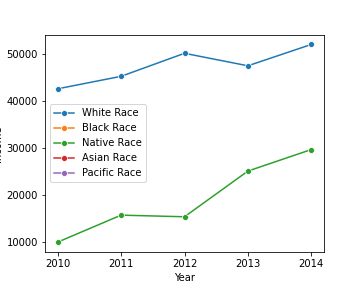 50000
40000
30000
20000
10000
White Race
Black Race
Native Race
Asian Race
Pacific Race
2010 2011 2012 2013 2014
Year